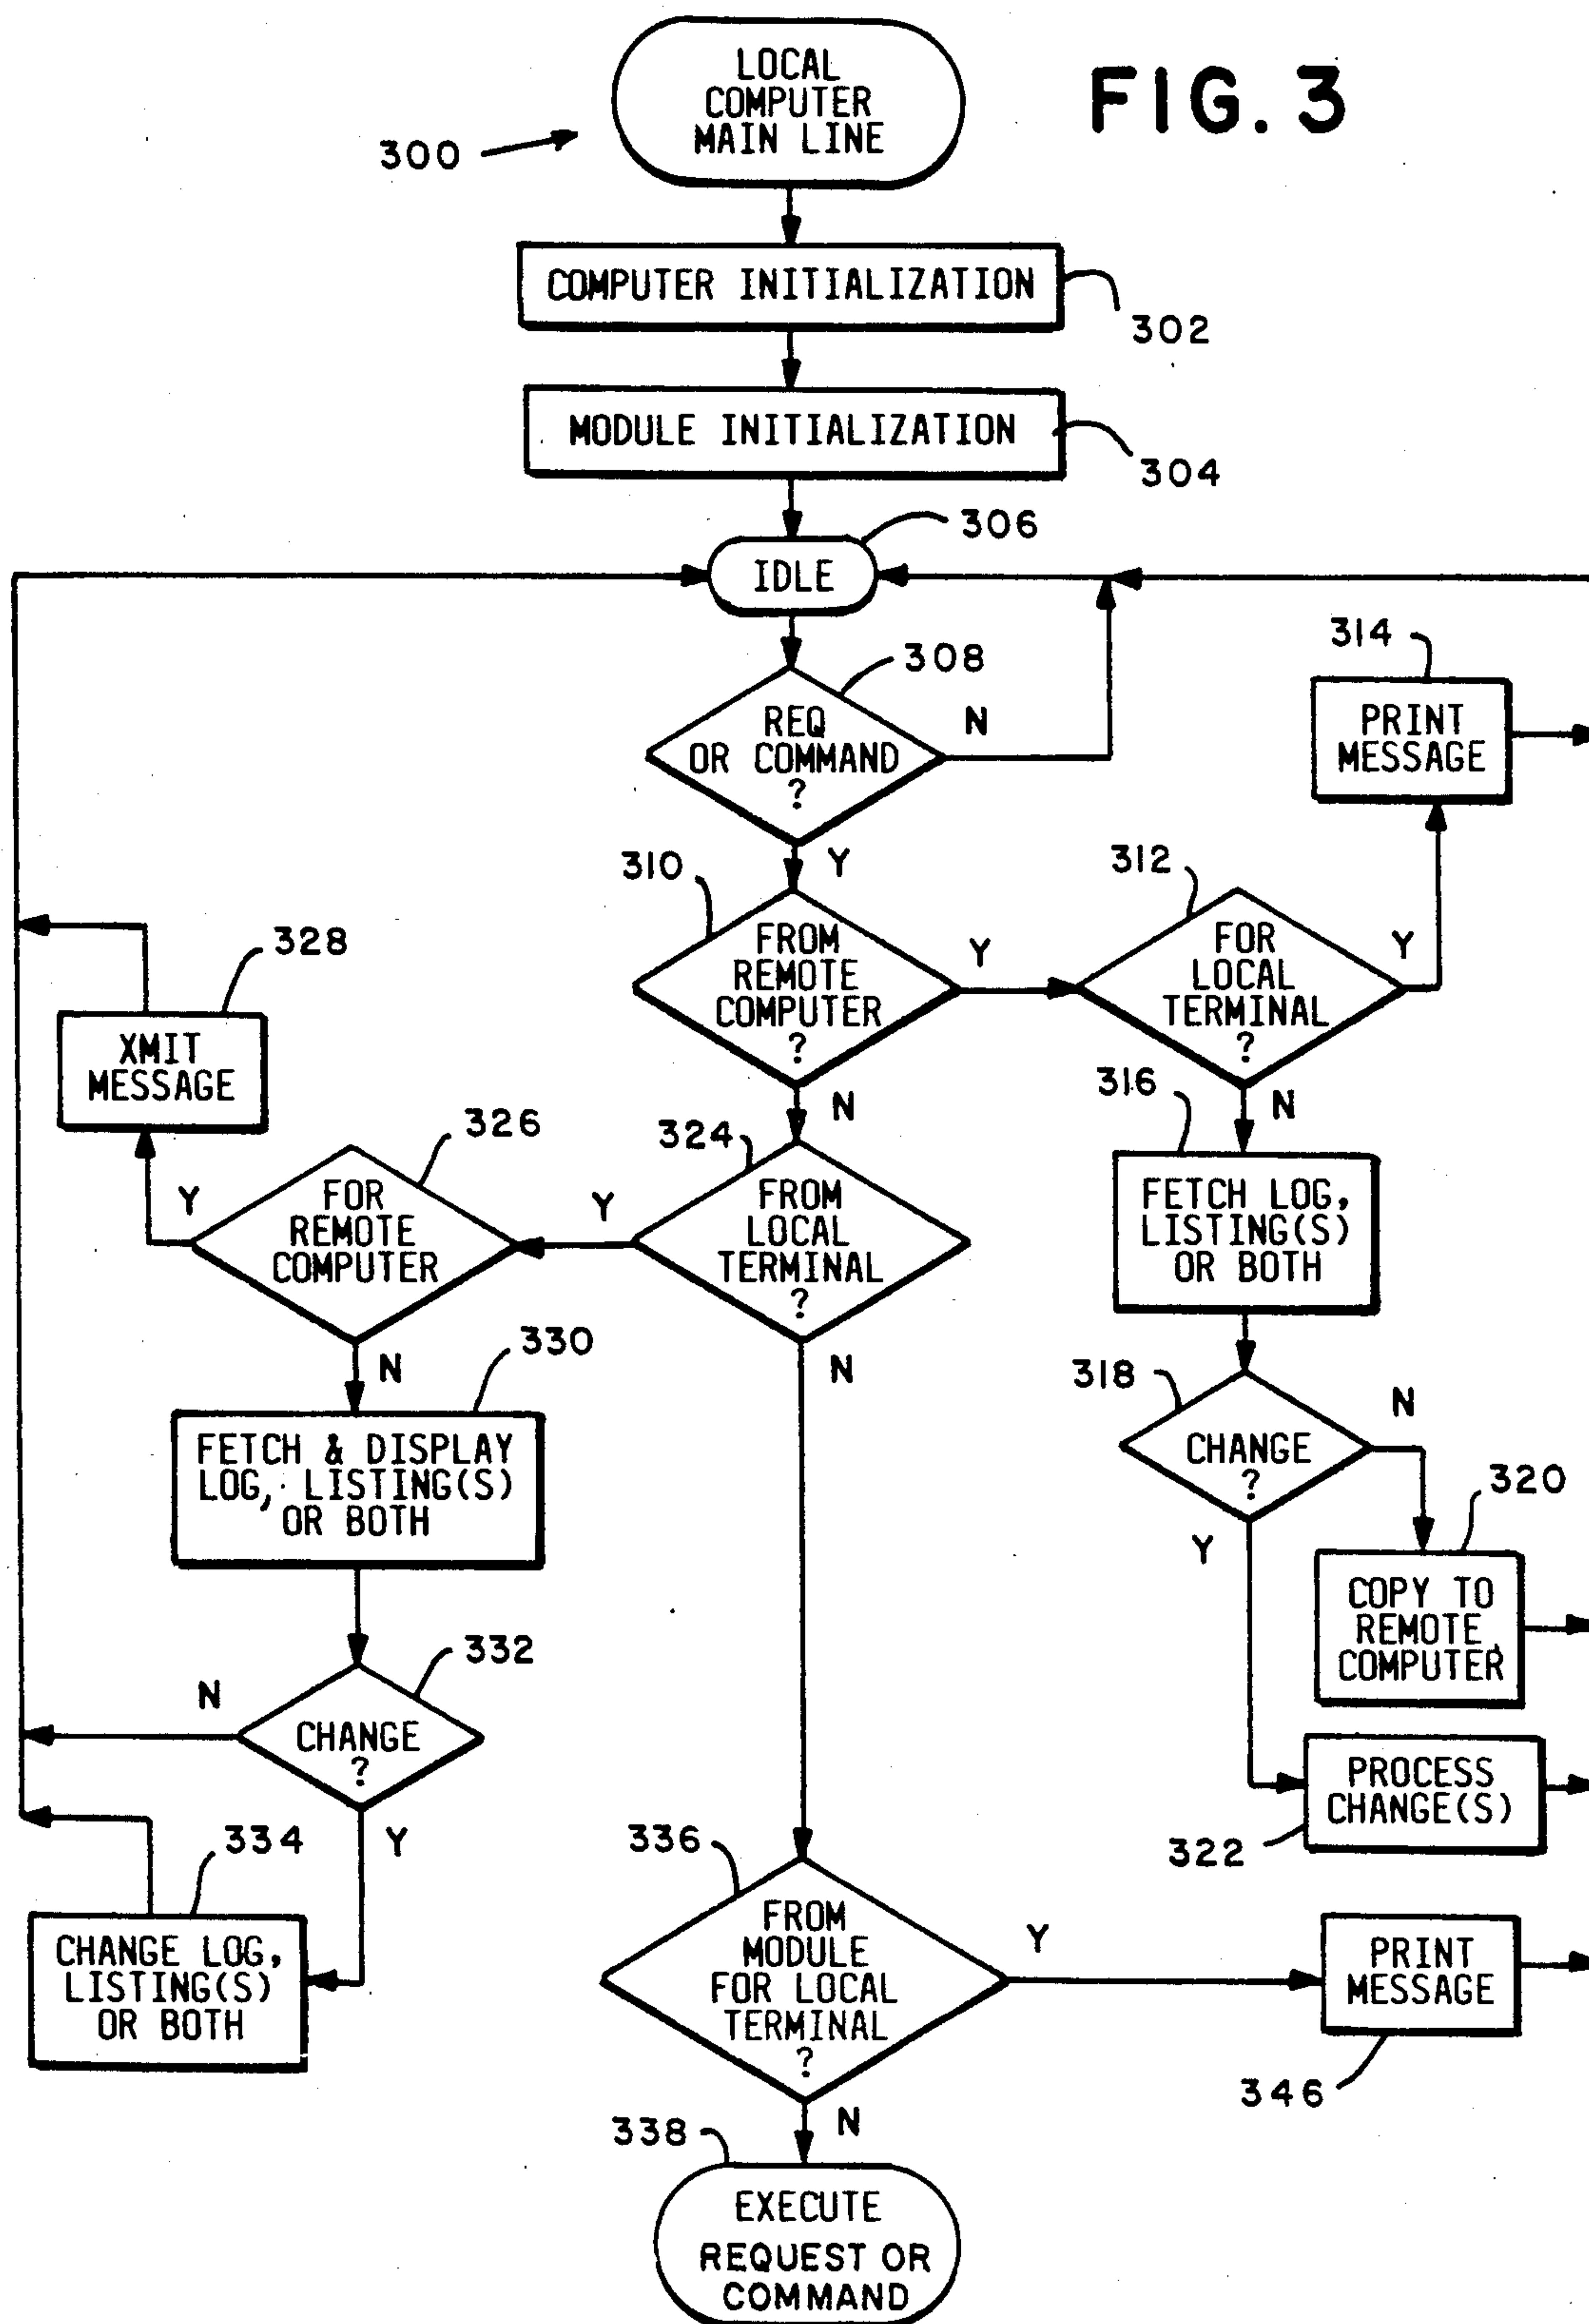 LOCAL
COMPUTER
MAIN LINE
FIG. 3
300
COMPUTER INITIALIZATION
302
MODULE INITIALIZATION
304
306
IDLE
308
REQ
OR COMMAND
?
N
Y
314
PRINT
MESSAGE
310
FROM
REMOTE
COMPUTER
?
Y
N
312
FOR
LOCAL
TERMINAL
?
Y
N
328
XMIT
MESSAGE
326
FOR
REMOTE
COMPUTER
Y
N
324
FROM
LOCAL
TERMINAL
?
Y
N
316
FETCH LOG,
LISTING(S)
OR BOTH
330
FETCH & DISPLAY
LOG, LISTING(S)
OR BOTH
318
CHANGE
?
N
Y
320
COPY TO
REMOTE
COMPUTER
332
CHANGE
?
N
Y
PROCESS
CHANGE(S)
322
334
CHANGE LOG,
LISTING(S)
OR BOTH
336
FROM
MODULE
FOR LOCAL
TERMINAL
?
Y
N
PRINT
MESSAGE
346
338
EXECUTE
REQUEST OR
COMMAND